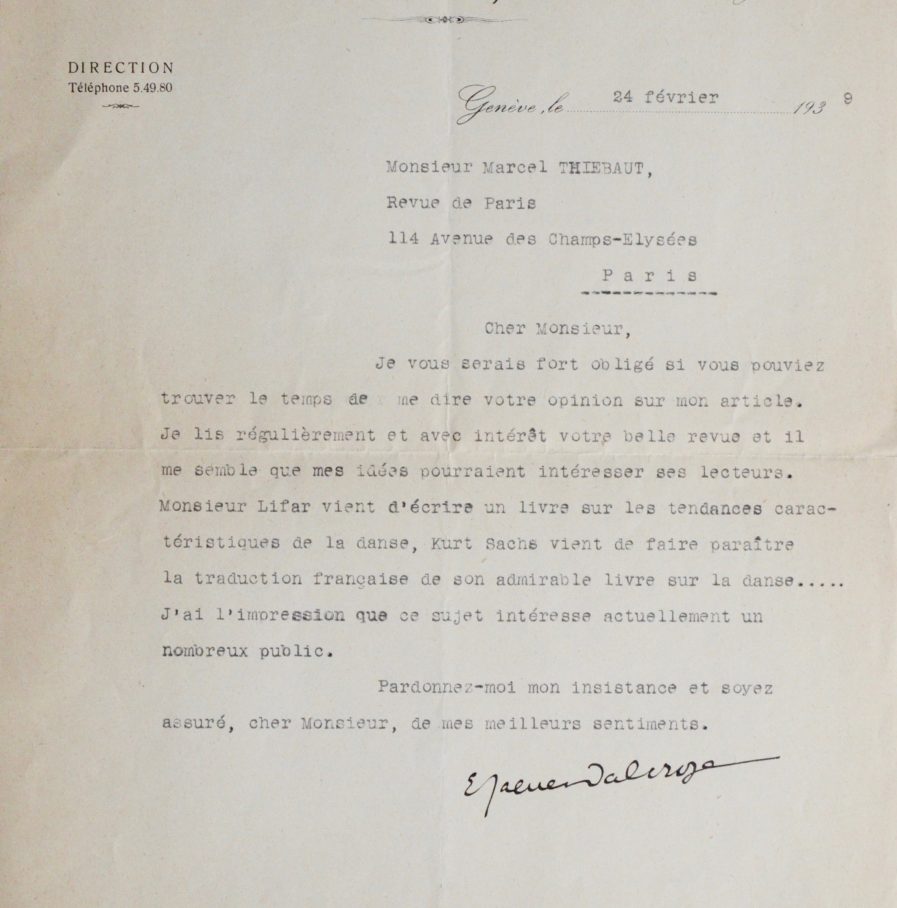 DIRECTION
Téléphone 5.49.80
Genève, le 24 février 1939
Monsieur Marcel THIEBAUT,
Revue de Paris
114 Avenue des Champs-Elysées
P a r i s
Cher Monsieur,
Je vous serais fort obligé si vous pouviez
trouver le temps de me dire votre opinion sur mon article.
Je lis régulièrement et avec intérêt votre belle revue et il
me semble que mes idées pourraient intéresser ses lecteurs.
Monsieur Lifar vient d'écrire un livre sur les tendances carac-
téristiques de la danse, Kurt Sachs vient de faire paraître
la traduction française de son admirable livre sur la danse.....
J'ai l'impression que ce sujet intéresse actuellement un
nombreux public.
Pardonnez-moi mon insistance et soyez
assuré, cher Monsieur, de mes meilleurs sentiments.
E Jaques Dalcroze